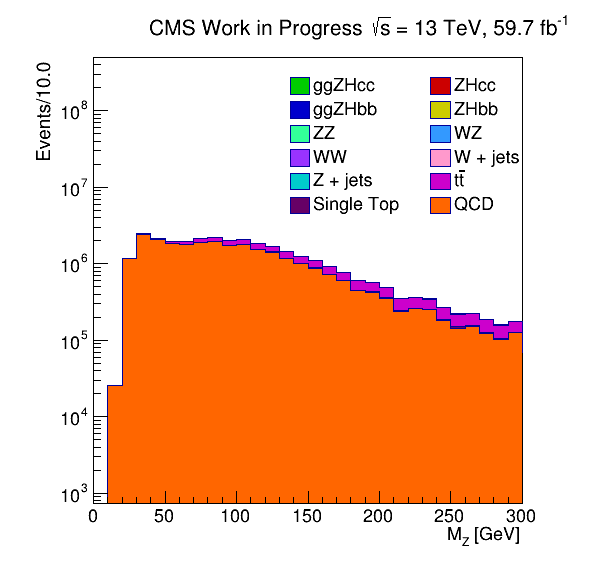 CMS Work in Progress √s = 13 TeV, 59.7 fb⁻¹
Events/10.0
ggZHcc ZHcc
ggZHbb ZHbb
ZZ WZ
WW W + jets
Z + jets tt̄
Single Top QCD
10⁸
10⁷
10⁶
10⁵
10⁴
10³
0 50 100 150 200 250 300
M_Z [GeV]